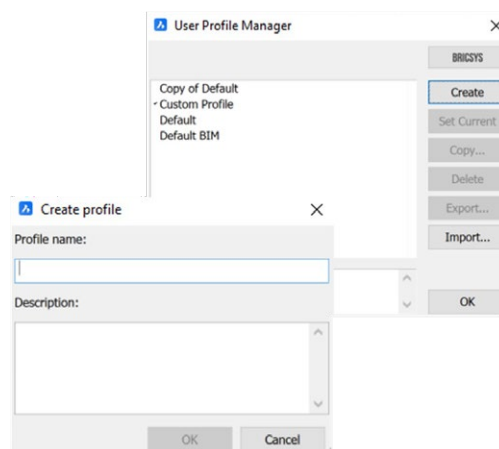 User Profile Manager
BRICSYS
Copy of Default
Custom Profile
Default
Default BIM
Create
Set Current
Copy...
Delete
Export...
Import...
OK
Create profile
Profile name:
Description:
OK
Cancel